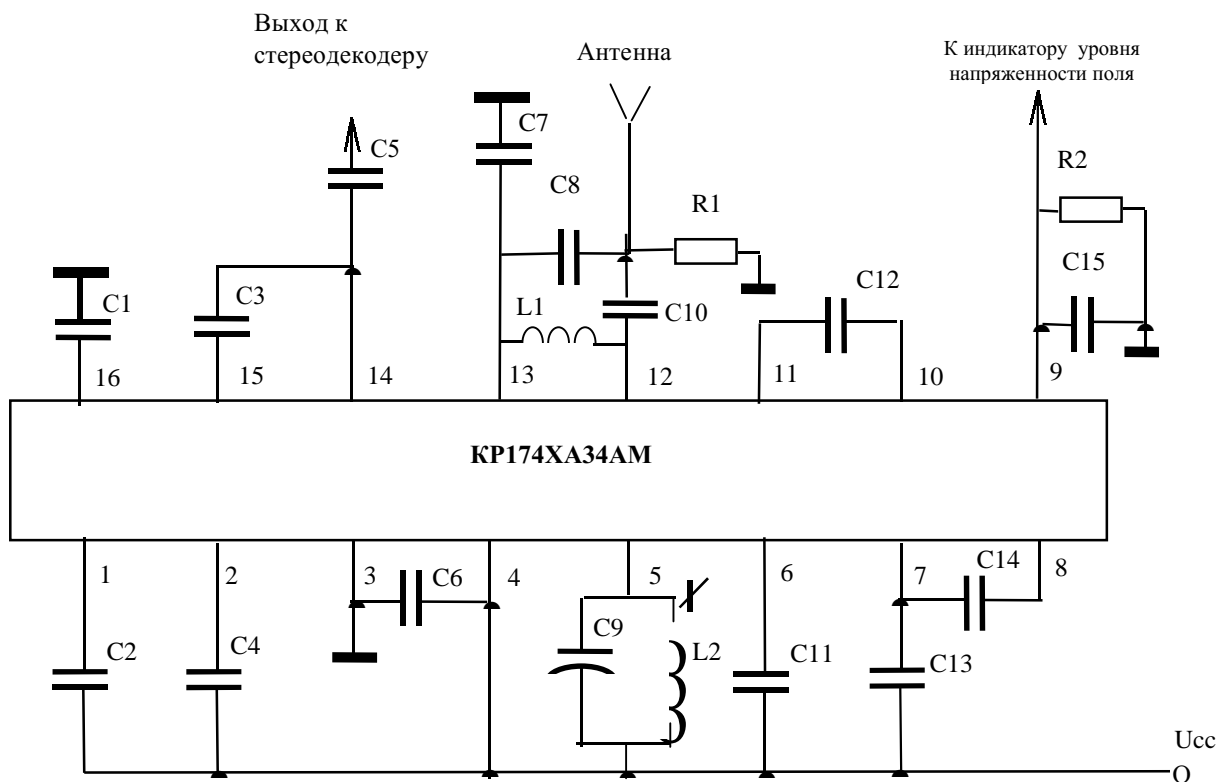 Выход к
стереодекодеру
Антенна
К индикатору уровня
напряженности поля
C7
C5
R2
C8
R1
C15
C1
C3
L1
C10
C12
16
15
14
13
12
11
10
9
КР174ХА34АМ
1
2
3
C6
4
5
6
7
C14
8
C2
C4
C9
L2
C11
C13
Ucc
O